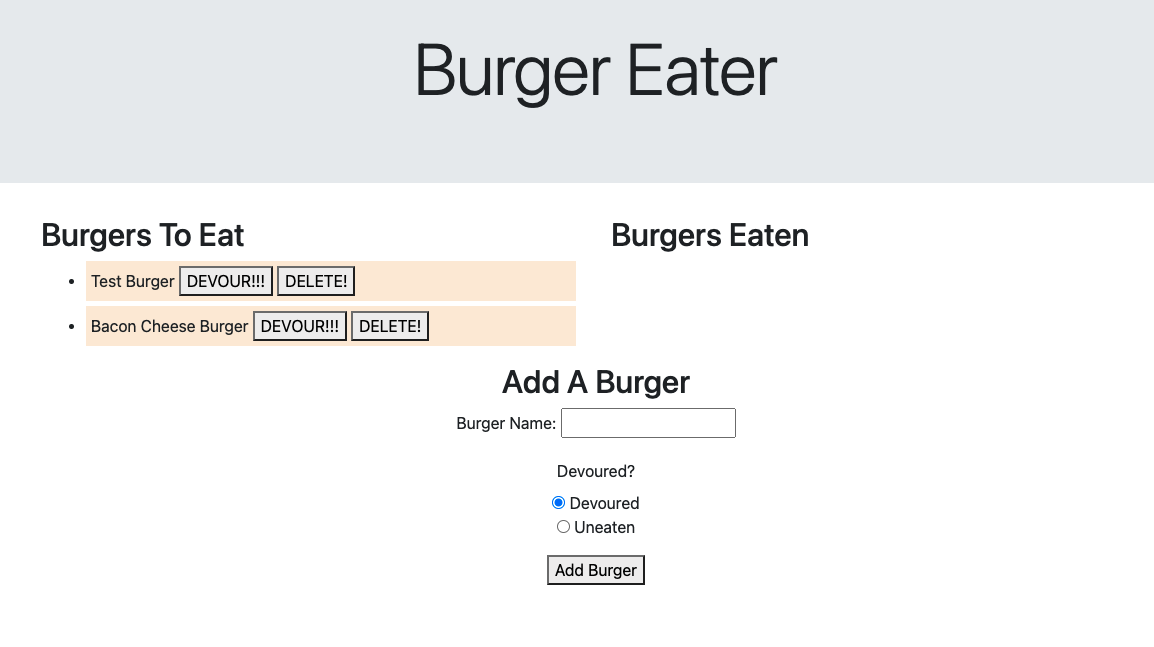 Burger Eater
Burgers To Eat
Test Burger DEVOUR!!! DELETE!
Bacon Cheese Burger DEVOUR!!! DELETE!
Burgers Eaten
Add A Burger
Burger Name:
Devoured?
Devoured
Uneaten
Add Burger